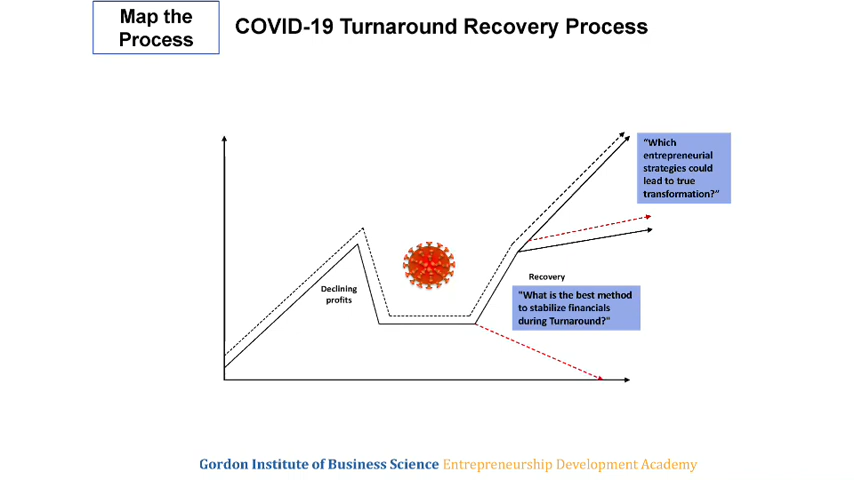 Map the
Process
COVID-19 Turnaround Recovery Process
“Which
entrepreneurial
strategies could
lead to true
transformation?”
Declining
profits
Recovery
"What is the best method
to stabilize financials
during Turnaround?"
Gordon Institute of Business Science Entrepreneurship Development Academy